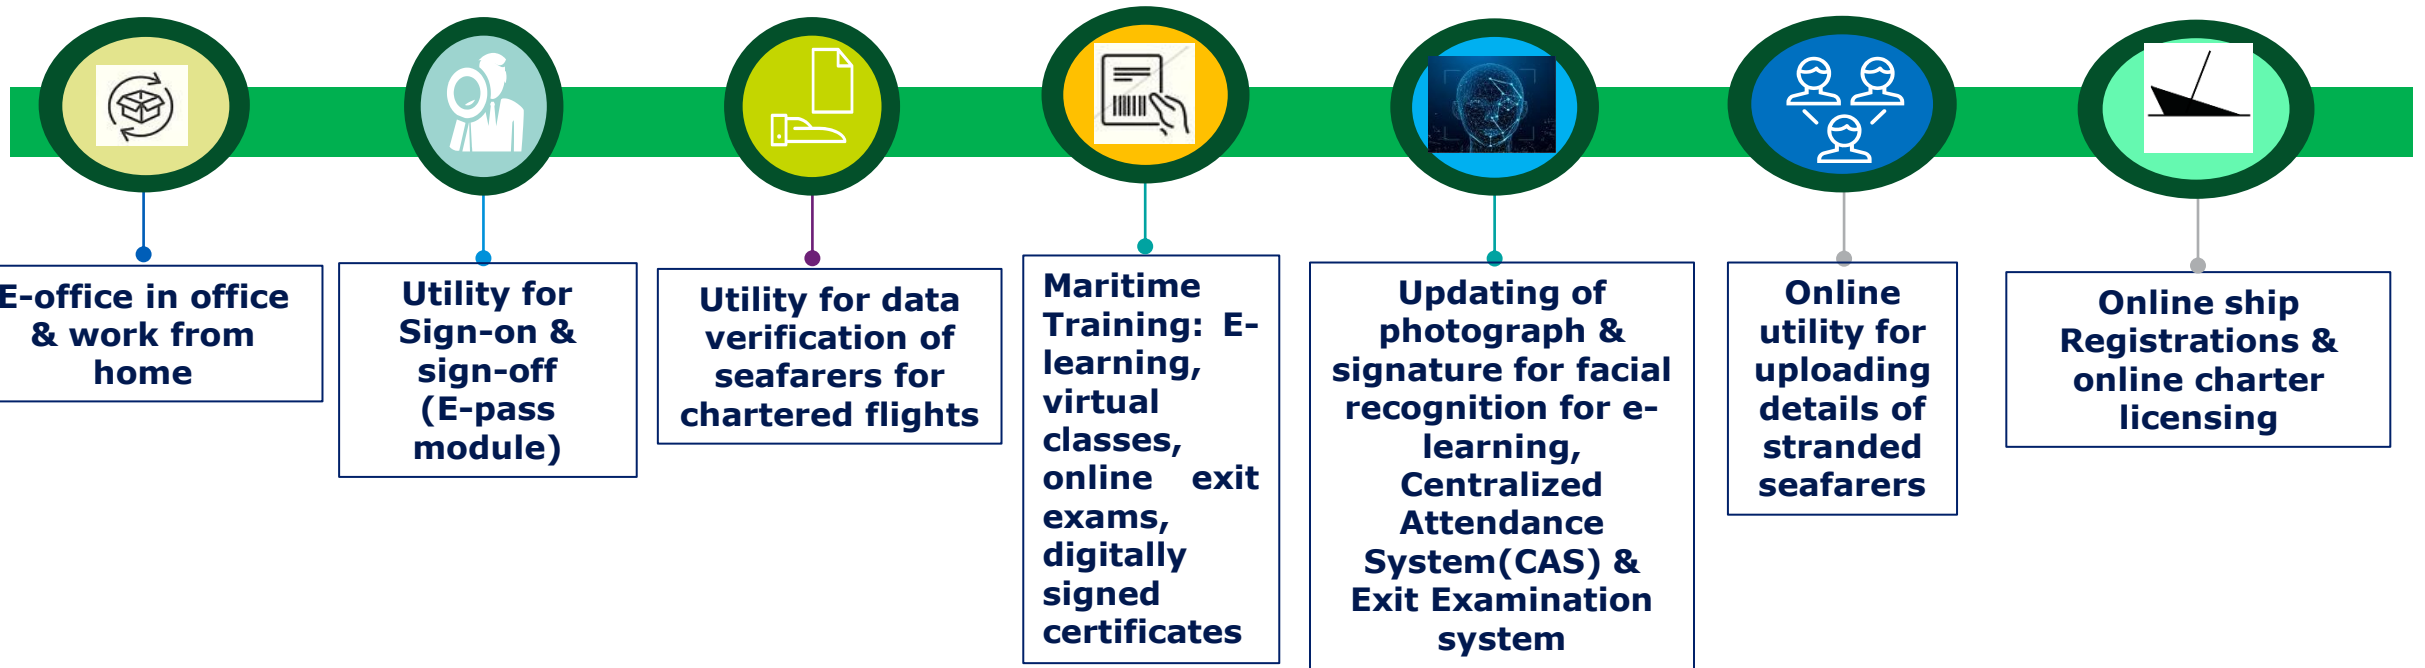 E-office in office
& work from
home
Utility for
Sign-on &
sign-off
(E-pass
module)
Utility for data
verification of
seafarers for
chartered flights
Maritime
Training: E-
learning,
virtual
classes,
online exit
exams,
digitally
signed
certificates
Updating of
photograph &
signature for facial
recognition for e-
learning,
Centralized
Attendance
System(CAS) &
Exit Examination
system
Online
utility for
uploading
details of
stranded
seafarers
Online ship
Registrations &
online charter
licensing